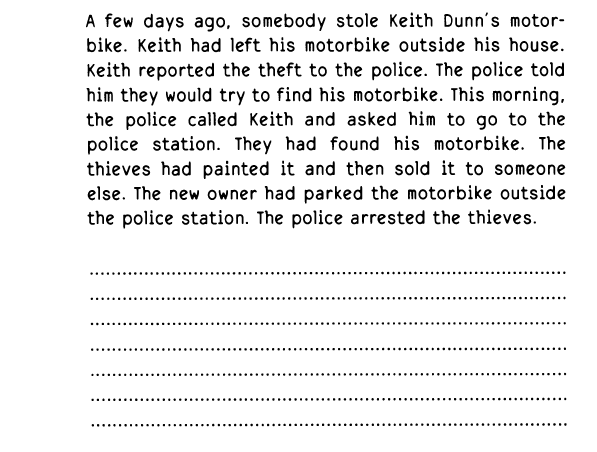 A few days ago, somebody stole Keith Dunn's motor-
bike. Keith had left his motorbike outside his house.
Keith reported the theft to the police. The police told
him they would try to find his motorbike. This morning,
the police called Keith and asked him to go to the
police station. They had found his motorbike. The
thieves had painted it and then sold it to someone
else. The new owner had parked the motorbike outside
the police station. The police arrested the thieves.